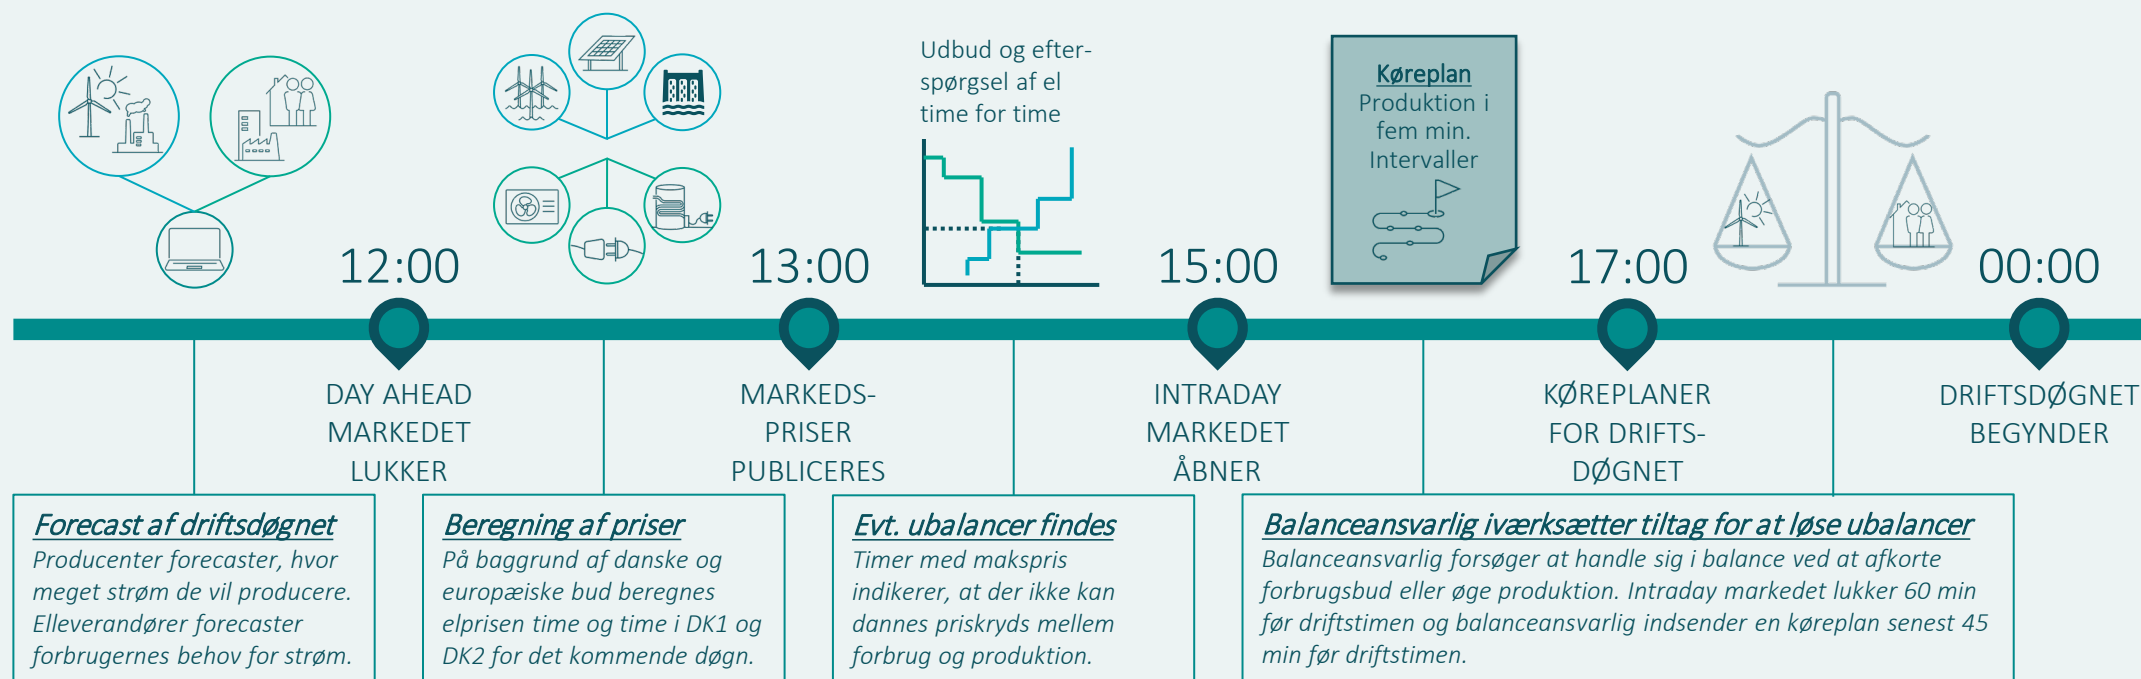 Udbud og efter-
spørgsel af el
time for time
Køreplan
Produktion i
fem min.
Intervaller
12:00
13:00
15:00
17:00
00:00
DAY AHEAD
MARKEDET
LUKKER
MARKEDS-
PRISER
PUBLICERES
INTRADAY
MARKEDET
ÅBNER
KØREPLANER
FOR DRIFTS-
DØGNET
DRIFTSDØGNET
BEGYNDER
Forecast af driftsdøgnet
Producenter forecaster, hvor
meget strøm de vil producere.
Elleverandører forecaster
forbrugernes behov for strøm.
Beregning af priser
På baggrund af danske og
europæiske bud beregnes
elprisen time og time i DK1 og
DK2 for det kommende døgn.
Evt. ubalancer findes
Timer med makspris
indikerer, at der ikke kan
dannes priskryds mellem
forbrug og produktion.
Balanceansvarlig iværksætter tiltag for at løse ubalancer
Balanceansvarlig forsøger at handle sig i balance ved at afkorte
forbrugsbud eller øge produktion. Intraday markedet lukker 60 min
før driftstimen og balanceansvarlig indsender en køreplan senest 45
min før driftstimen.